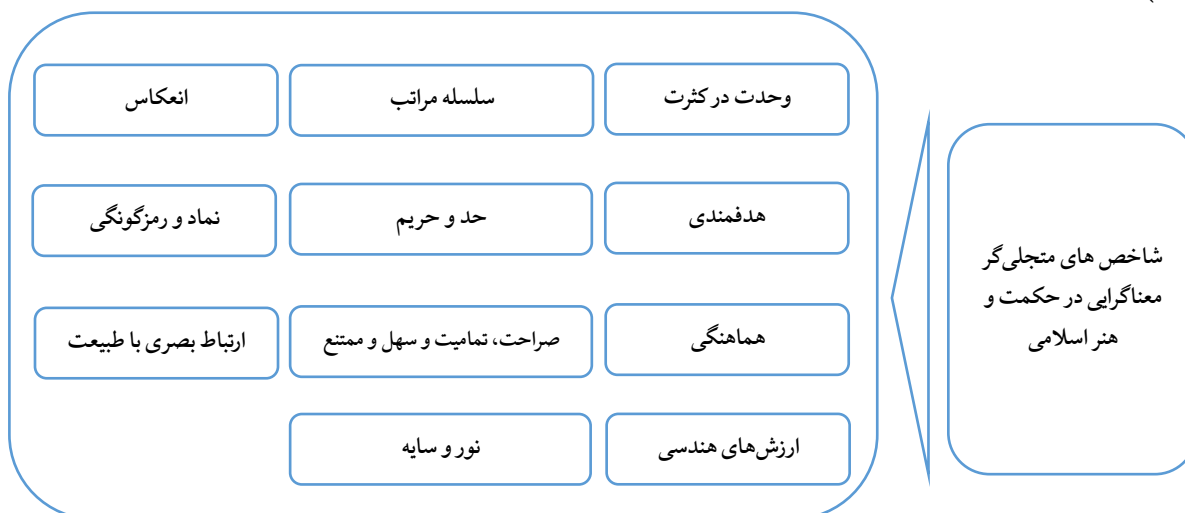 شاخص های متجلی‌گر
معناگرایی در حکمت و
هنر اسلامی
وحدت در کثرت
سلسله مراتب
انعکاس
هدفمندی
حد و حریم
نماد و رمزگونگی
هماهنگی
صراحت، تمامیت و سهل و ممتنع
ارتباط بصری با طبیعت
ارزش‌های هندسی
نور و سایه